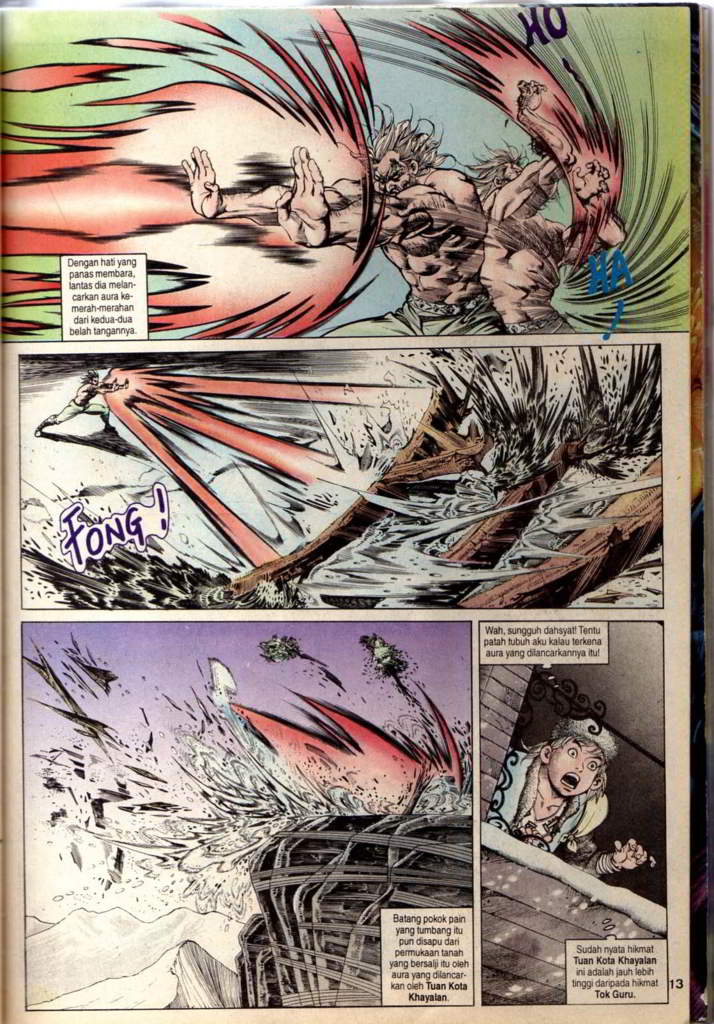 HO
!
HA
!
Dengan hati yang
panas membara,
lantas dia melan-
carkan aura ke-
merah-merahan
dari kedua-dua
belah tangannya.
FONG!
Wah, sungguh dahsyat! Tentu
patah tubuh aku kalau terkena
aura yang dilancarkannya itu!
Batang pokok pain
yang tumbang itu
pun disapu dari
permukaan tanah
yang bersalji itu oleh
aura yang dilancar-
kan oleh Tuan Kota
Khayalan.
Sudah nyata hikmat
Tuan Kota Khayalan
ini adalah jauh lebih
tinggi daripada hikmat
Tok Guru.
13